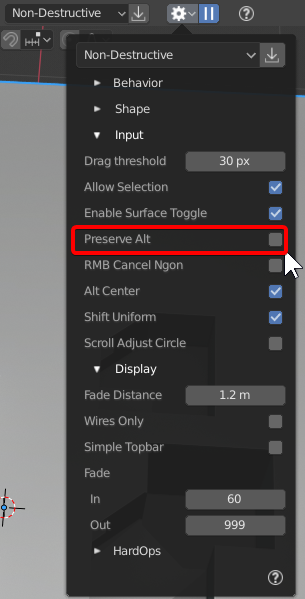 Non-Destructive
Non-Destructive
Behavior
Shape
Input
Drag threshold 30 px
Allow Selection
Enable Surface Toggle
Preserve Alt
RMB Cancel Ngon
Alt Center
Shift Uniform
Scroll Adjust Circle
Display
Fade Distance 1.2 m
Wires Only
Simple Topbar
Fade
In 60
Out 999
HardOps
?